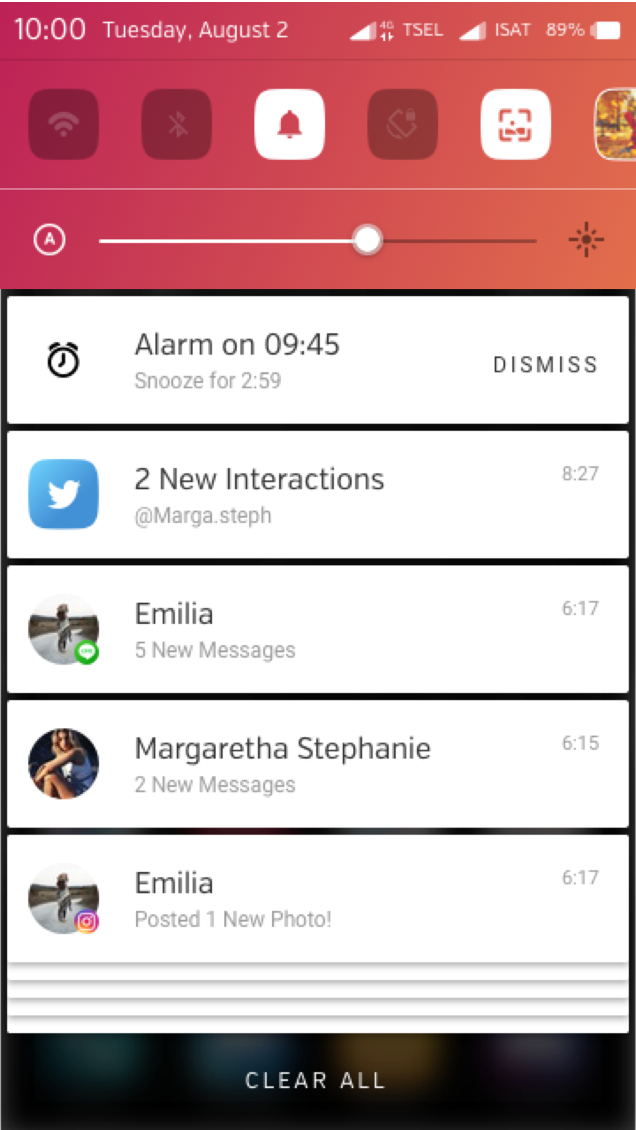 10:00 Tuesday, August 2 4G TSEL ISAT 89%
A
Alarm on 09:45
Snooze for 2:59
DISMISS
2 New Interactions
8:27
@Marga.steph
Emilia
6:17
5 New Messages
Margaretha Stephanie
6:15
2 New Messages
Emilia
6:17
Posted 1 New Photo!
CLEAR ALL